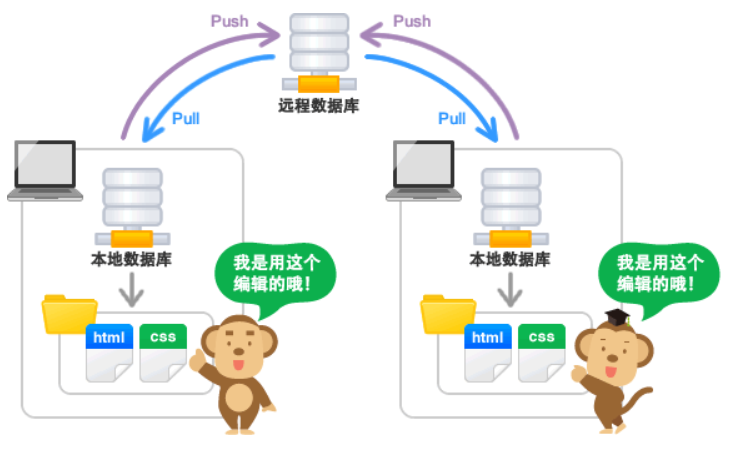 Push
Push
远程数据库
Pull
Pull
本地数据库
本地数据库
我是用这个
编辑的哦！
我是用这个
编辑的哦！
html
css
html
css